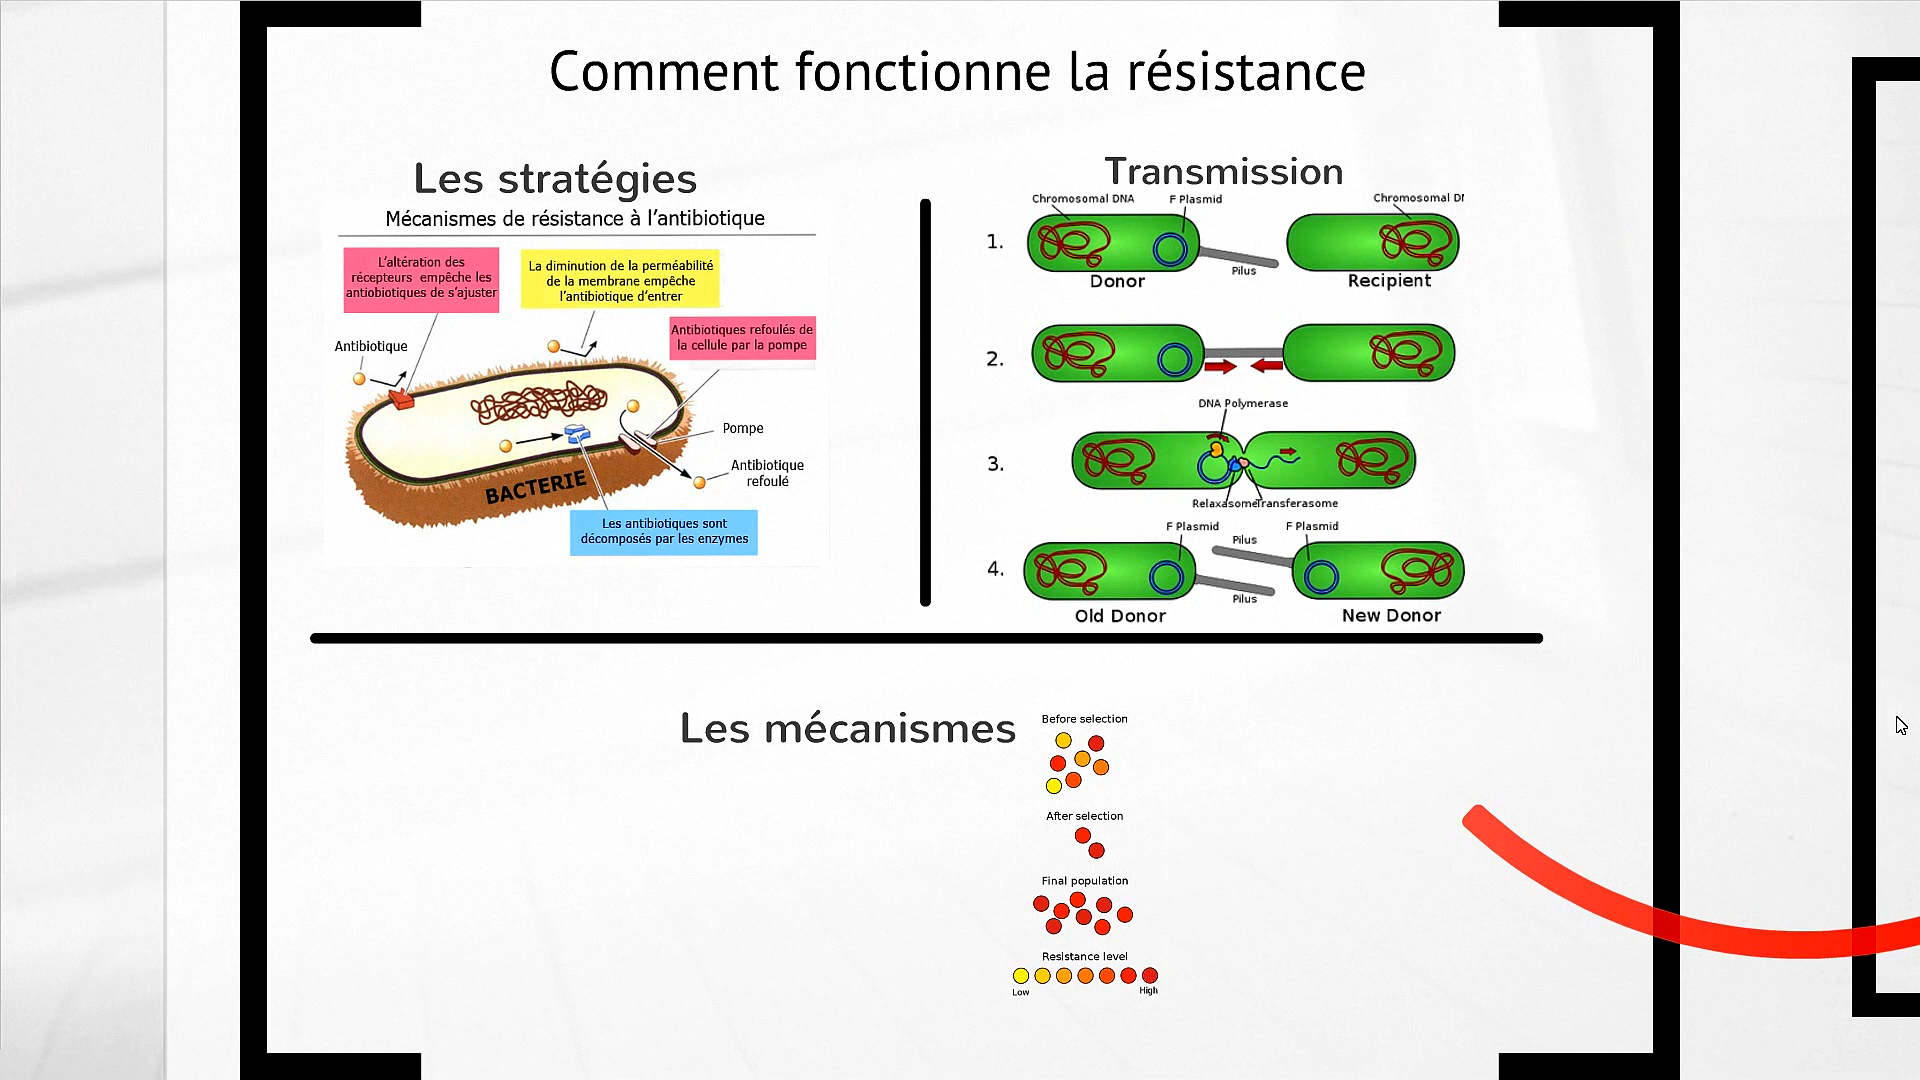 Comment fonctionne la résistance
Les stratégies
Mécanismes de résistance à l'antibiotique
L'altération des
récepteurs empêche les
antiobiotiques de s'ajuster
La diminution de la perméabilité
de la membrane empêche
l'antibiotique d'entrer
Antibiotiques refoulés de
la cellule par la pompe
Antibiotique
Pompe
Antibiotique
refoulé
BACTERIE
Les antibiotiques sont
décomposés par les enzymes
Transmission
Chromosomal DNA
F Plasmid
Chromosomal DN
1.
Pilus
Donor
Recipient
2.
DNA Polymerase
3.
Relaxasome
Transferasome
F Plasmid
F Plasmid
Pilus
4.
Pilus
Old Donor
New Donor
Les mécanismes
Before selection
After selection
Final population
Resistance level
Low
High